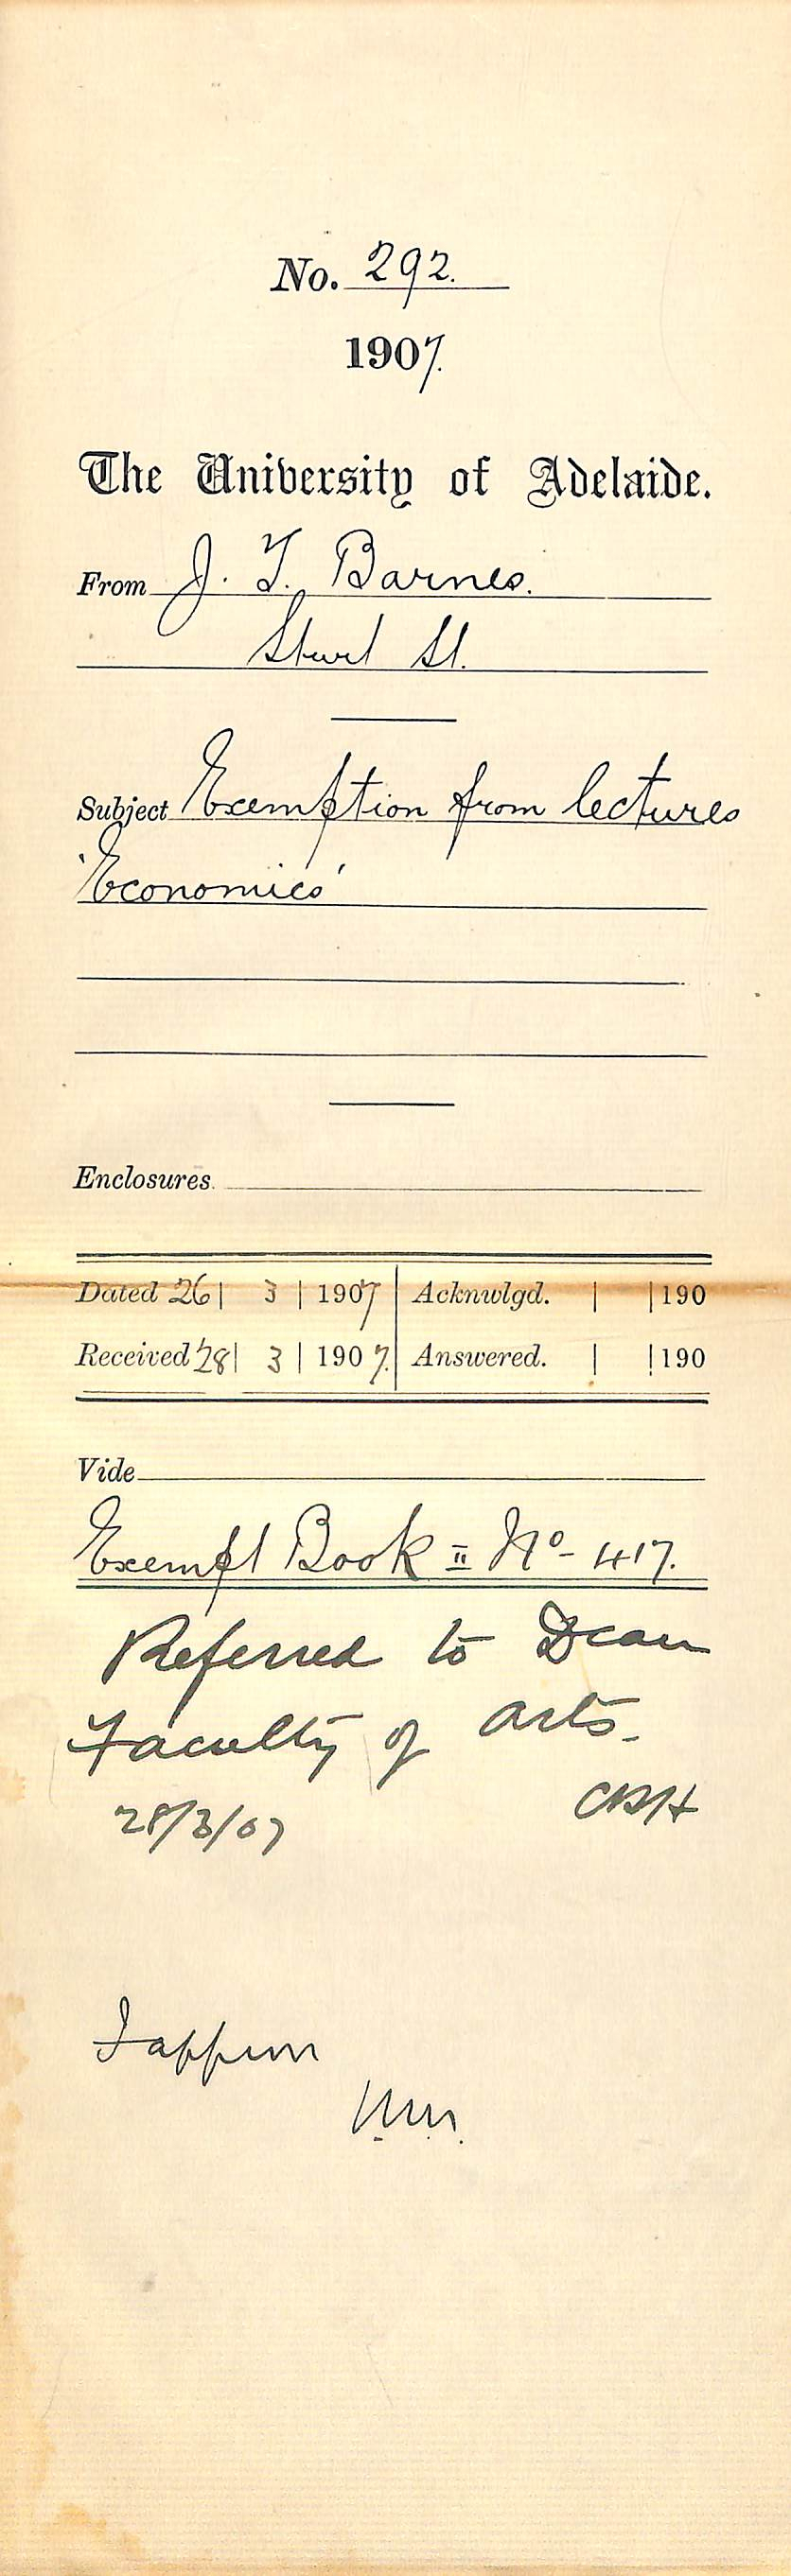 No. 292.
1907.
The University of Adelaide.
From J. T. Barnes.
Sturt St.
Subject Exemption from lectures
'Economics'
Enclosures.
Dated 26 | 3 | 1907 | Acknwlgd. | | 190
Received 28 | 3 | 1907. | Answered. | | 190
Vide
Exempt Book II No- 417.
Referred to Dean
Faculty of Arts.
28/3/07 CRH
I approve